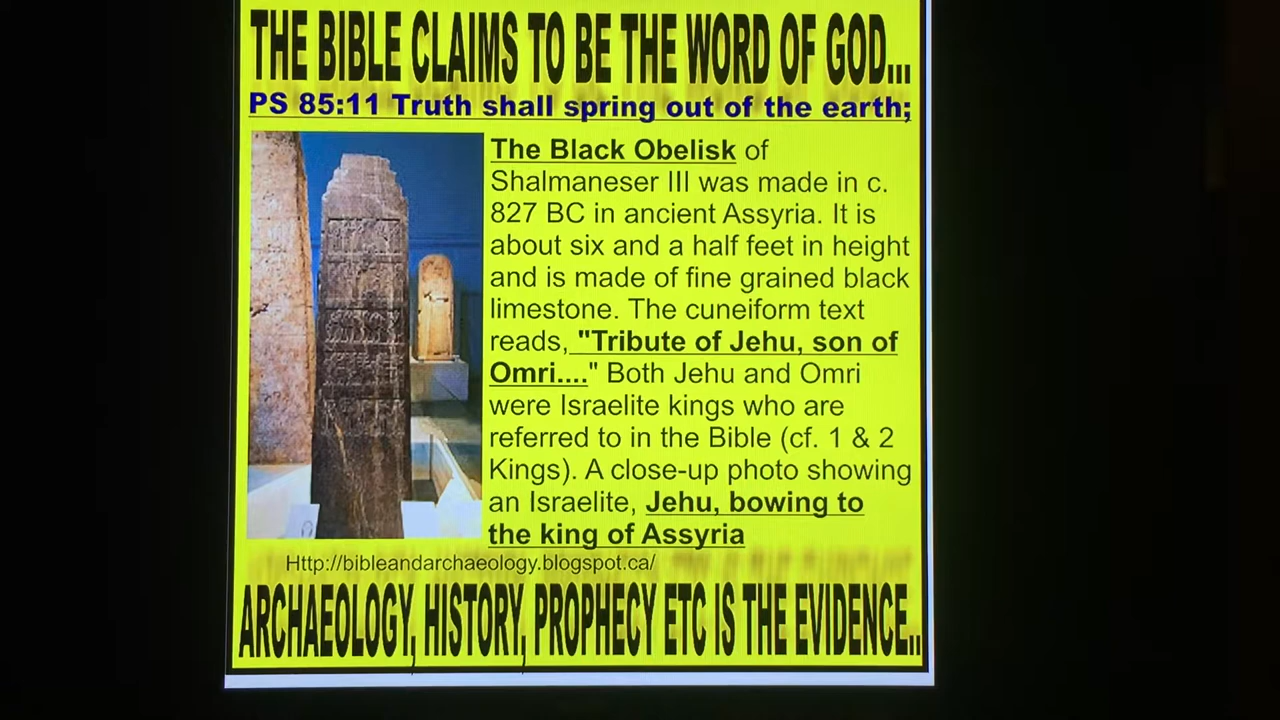 THE BIBLE CLAIMS TO BE THE WORD OF GOD...
PS 85:11 Truth shall spring out of the earth;
The Black Obelisk of
Shalmaneser III was made in c.
827 BC in ancient Assyria. It is
about six and a half feet in height
and is made of fine grained black
limestone. The cuneiform text
reads, "Tribute of Jehu, son of
Omri...." Both Jehu and Omri
were Israelite kings who are
referred to in the Bible (cf. 1 & 2
Kings). A close-up photo showing
an Israelite, Jehu, bowing to
the king of Assyria
Http://bibleandarchaeology.blogspot.ca/
ARCHAEOLOGY, HISTORY, PROPHECY ETC IS THE EVIDENCE..